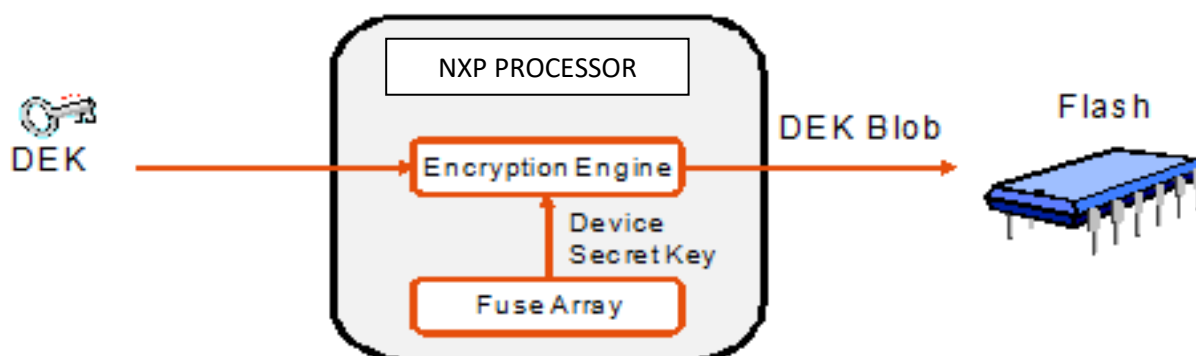 NXP PROCESSOR
DEK
Encryption Engine
DEK Blob
Flash
Device
Secret Key
Fuse Array